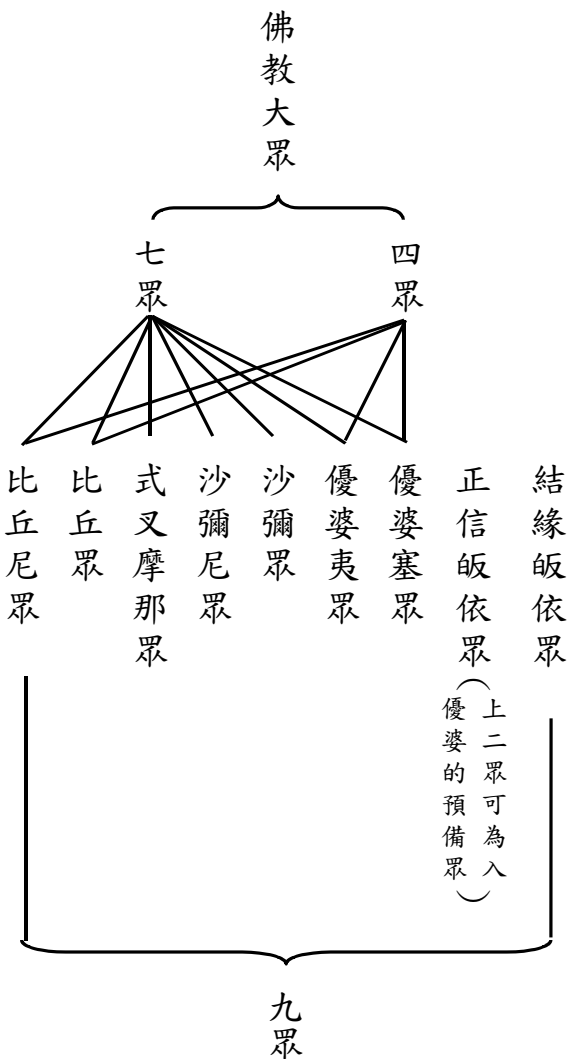 佛教大眾
四眾
七眾
結緣皈依眾
正信皈依眾
（上二眾可為入
優婆的預備眾）
優婆塞眾
優婆夷眾
沙彌眾
沙彌尼眾
式叉摩那眾
比丘眾
比丘尼眾
九眾